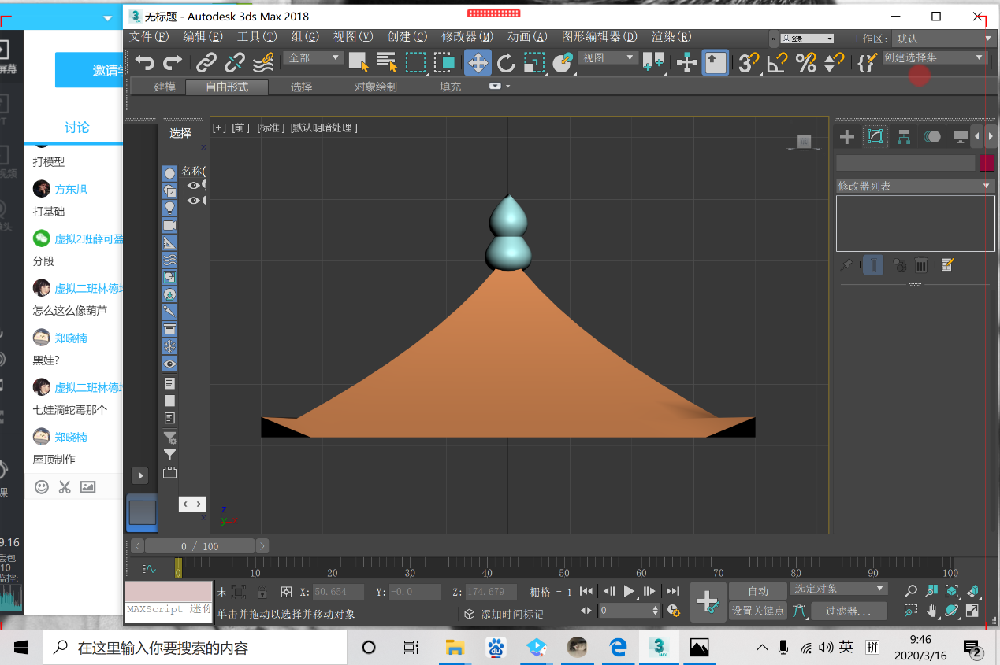 无标题 - Autodesk 3ds Max 2018
文件(F) 编辑(E) 工具(T) 组(G) 视图(V) 创建(C) 修改器(M) 动画(A) 图形编辑器(D) 渲染(R)
登录
工作区: 默认
全部
视图
创建选择集
建模 自由形式 选择 对象绘制 填充
屏幕
邀请学
讨论
打模型
方东旭
打基础
虚拟2班薛可盈
分段
虚拟二班林德坤
怎么这么像葫芦
郑晓楠
黑娃?
虚拟二班林德坤
七娃滴蛇毒那个
郑晓楠
屋顶制作
选择
名称(
[+] [前] [标准] [默认明暗处理]
z
y
x
修改器列表
0 / 100
0 10 20 30 40 50 60 70 80 90 100
未
X: 50.654 Y: -0.0 Z: 174.679 栅格 = 1
自动
选定对象
MAXScript 迷你
单击并拖动以选择并移动对象
添加时间标记
0
设置关键点
过滤器...
9:16
10
监控:
在这里输入你要搜索的内容
du
3
MAX
英
拼
9:46
2020/3/16
2